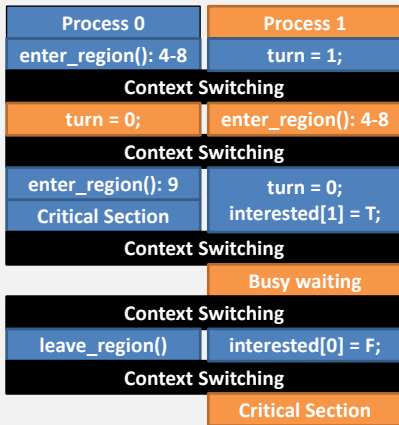 Process 0
Process 1
enter_region(): 4-8
turn = 1;
Context Switching
turn = 0;
enter_region(): 4-8
Context Switching
enter_region(): 9
Critical Section
turn = 0;
interested[1] = T;
Context Switching
Busy waiting
Context Switching
leave_region()
interested[0] = F;
Context Switching
Critical Section